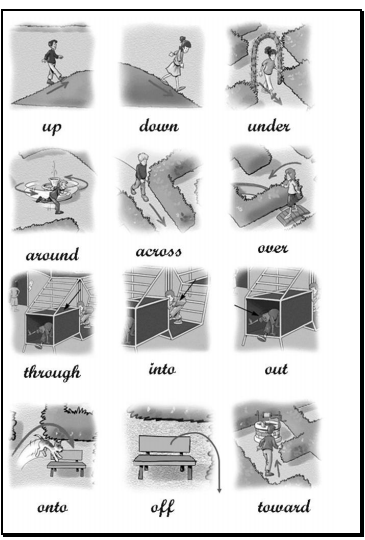 up down under
around across over
through into out
onto off toward